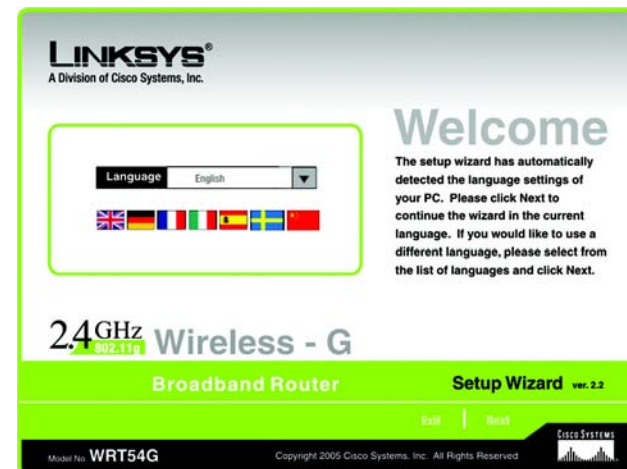 LINKSYS®
A Division of Cisco Systems, Inc.
Welcome
The setup wizard has automatically
detected the language settings of
your PC. Please click Next to
continue the wizard in the current
language. If you would like to use a
different language, please select from
the list of languages and click Next.
Language English
2.4GHz
802.11g
Wireless - G
Broadband Router
Setup Wizard ver. 2.2
Exit | Next
CISCO SYSTEMS
Model No WRT54G
Copyright 2005 Cisco Systems, Inc. All Rights Reserved